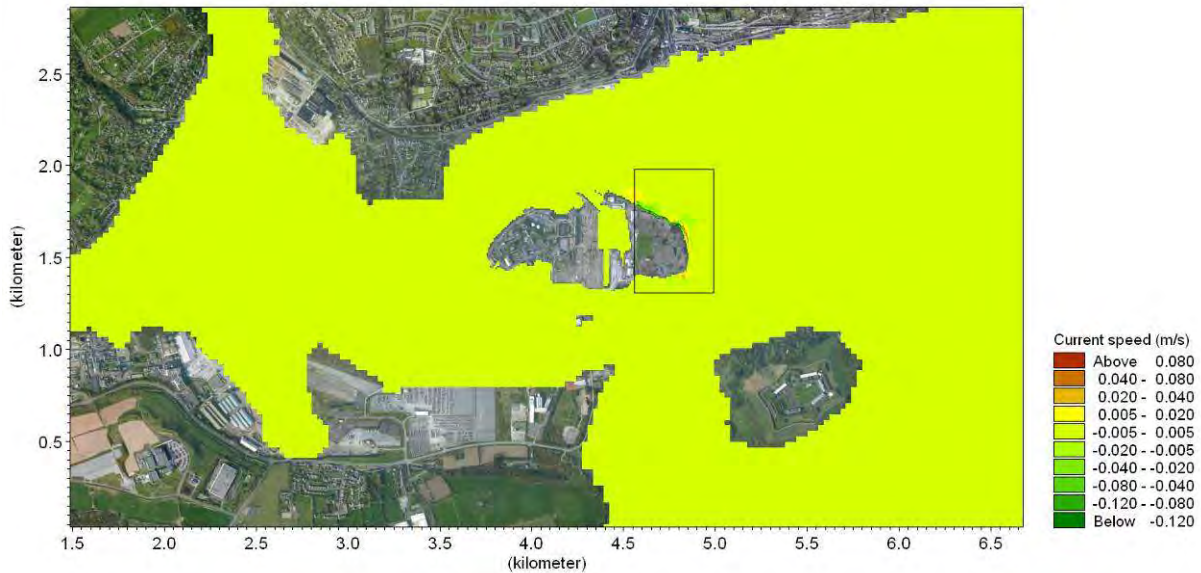 2.5
2.0
1.5
1.0
0.5
(kilometer)
1.5 2.0 2.5 3.0 3.5 4.0 4.5 5.0 5.5 6.0 6.5
(kilometer)
Current speed (m/s)
Above 0.080
0.040 - 0.080
0.020 - 0.040
0.005 - 0.020
-0.005 - 0.005
-0.020 - -0.005
-0.040 - -0.020
-0.080 - -0.040
-0.120 - -0.080
Below -0.120